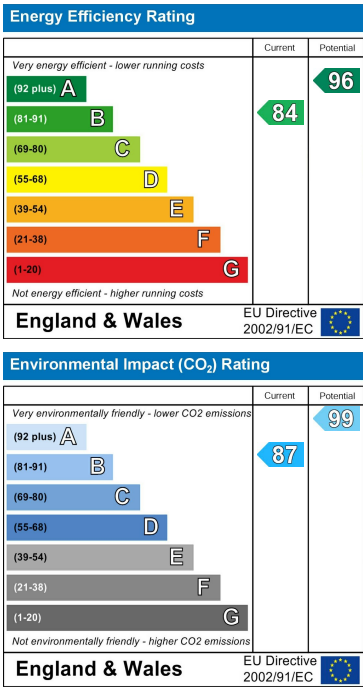 Energy Efficiency Rating
Current Potential
Very energy efficient - lower running costs
(92 plus) A
96
(81-91) B
84
(69-80) C
(55-68) D
(39-54) E
(21-38) F
(1-20) G
Not energy efficient - higher running costs
England & Wales
EU Directive
2002/91/EC
Environmental Impact (CO₂) Rating
Current Potential
Very environmentally friendly - lower CO2 emissions
99
(92 plus) A
(81-91) B
87
(69-80) C
(55-68) D
(39-54) E
(21-38) F
(1-20) G
Not environmentally friendly - higher CO2 emissions
England & Wales
EU Directive
2002/91/EC